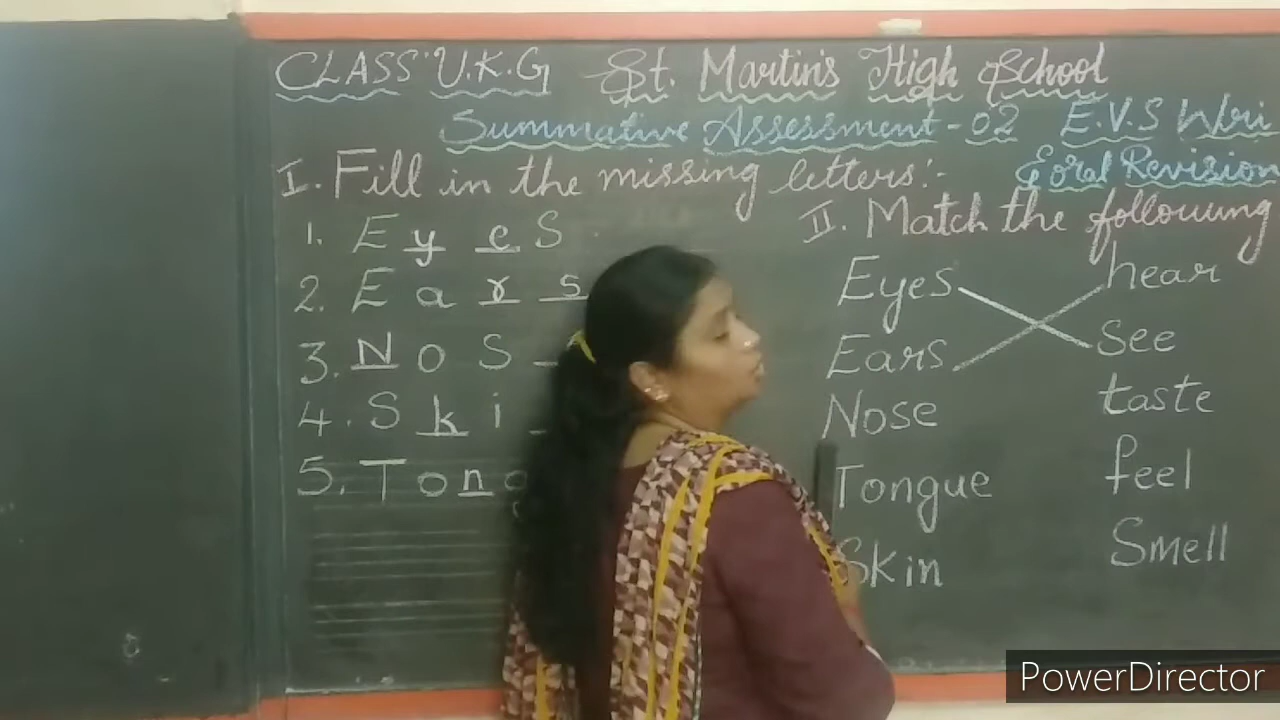 CLASS: U.K.G St. Martin's High School
Summative Assessment - 02 E.V.S Wri
& oral Revision
I. Fill in the missing letters:-
1. E y e S
2. E a r s
3. N o S
4. S k i
5. T o n
II. Match the following
Eyes hear
Ears see
Nose taste
Tongue feel
Skin Smell
PowerDirector